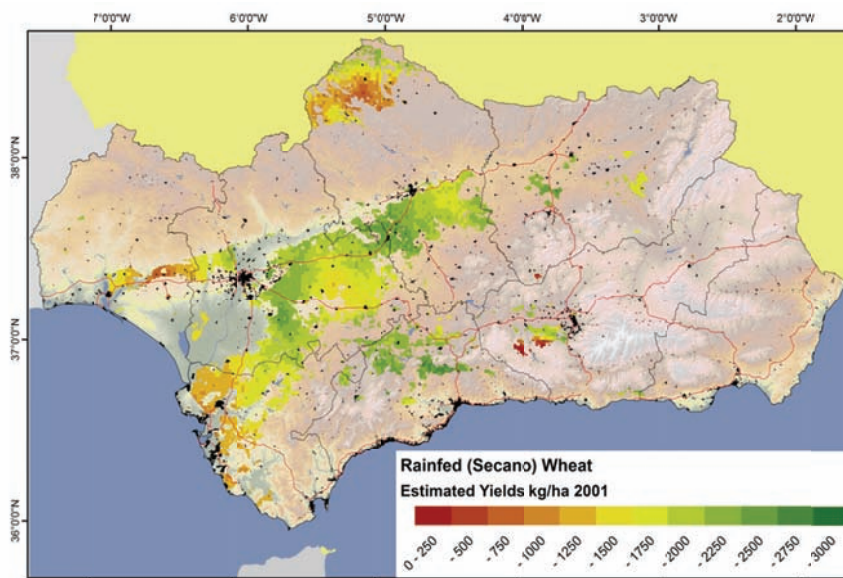 7°0'0"W 6°0'0"W 5°0'0"W 4°0'0"W 3°0'0"W 2°0'0"W
38°0'0"N
37°0'0"N
36°0'0"N
Rainfed (Secano) Wheat
Estimated Yields kg/ha 2001
0 - 250 - 500 - 750 - 1000 - 1250 - 1500 - 1750 - 2000 - 2250 - 2500 - 2750 - 3000